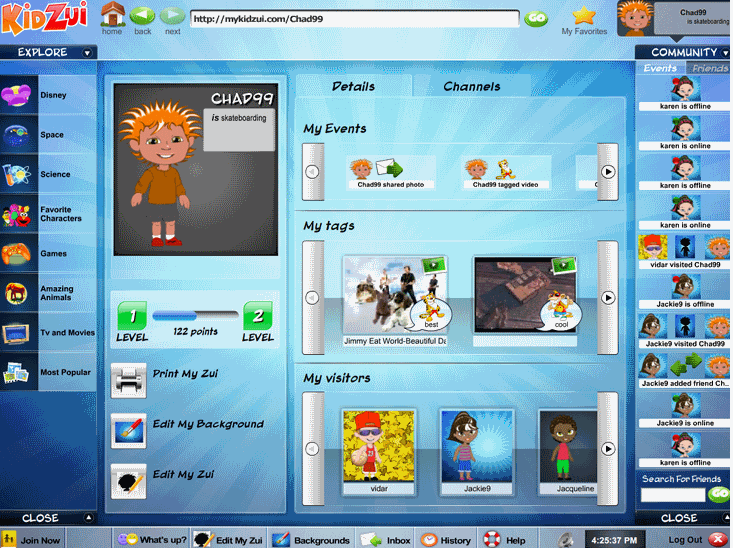 KidZui
home
back
next
http://mykidzui.com/Chad99
GO
My Favorites
Chad99
is skateboarding
EXPLORE
Disney
Space
Science
Favorite
Characters
Games
Amazing
Animals
Tv and Movies
Most Popular
CLOSE
CHAD99
is skateboarding
1
LEVEL
122 points
2
LEVEL
Print My Zui
Edit My Background
Edit My Zui
Details
Channels
My Events
Chad99 shared photo
Chad99 tagged video
C
My tags
best
Jimmy Eat World-Beautiful Da
cool
My visitors
vidar
Jackie9
Jacqueline
COMMUNITY
Events
Friends
karen is offline
karen is online
karen is offline
karen is online
vidar visited Chad99
Jackie9 is offline
Jackie9 visited Chad99
Jackie9 added friend Ch...
Jackie9 is online
karen is offline
Search For Friends
GO
CLOSE
Join Now
What's up?
Edit My Zui
Backgrounds
Inbox
History
Help
4:25:37 PM
Log Out